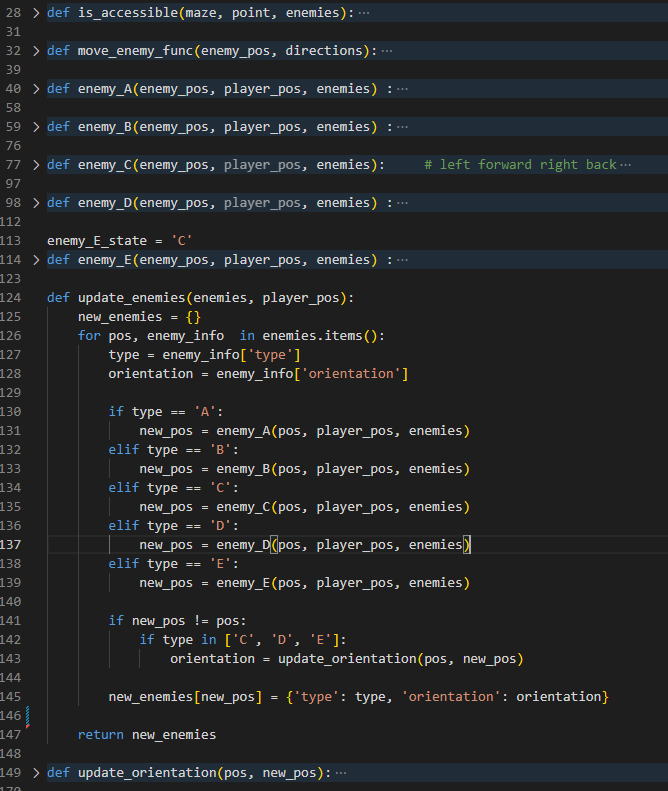 28 > def is_accessible(maze, point, enemies):···
31
32 > def move_enemy_func(enemy_pos, directions):···
39
40 > def enemy_A(enemy_pos, player_pos, enemies) :···
58
59 > def enemy_B(enemy_pos, player_pos, enemies) :···
76
77 > def enemy_C(enemy_pos, player_pos, enemies):     # left forward right back···
97
98 > def enemy_D(enemy_pos, player_pos, enemies) :···
112
113 enemy_E_state = 'C'
114 > def enemy_E(enemy_pos, player_pos, enemies) :···
123
124 def update_enemies(enemies, player_pos):
125     new_enemies = {}
126     for pos, enemy_info  in enemies.items():
127         type = enemy_info['type']
128         orientation = enemy_info['orientation']
129
130         if type == 'A':
131             new_pos = enemy_A(pos, player_pos, enemies)
132         elif type == 'B':
133             new_pos = enemy_B(pos, player_pos, enemies)
134         elif type == 'C':
135             new_pos = enemy_C(pos, player_pos, enemies)
136         elif type == 'D':
137             new_pos = enemy_D(pos, player_pos, enemies)
138         elif type == 'E':
139             new_pos = enemy_E(pos, player_pos, enemies)
140
141         if new_pos != pos:
142             if type in ['C', 'D', 'E']:
143                 orientation = update_orientation(pos, new_pos)
144
145         new_enemies[new_pos] = {'type': type, 'orientation': orientation}
146
147     return new_enemies
148
149 > def update_orientation(pos, new_pos):···